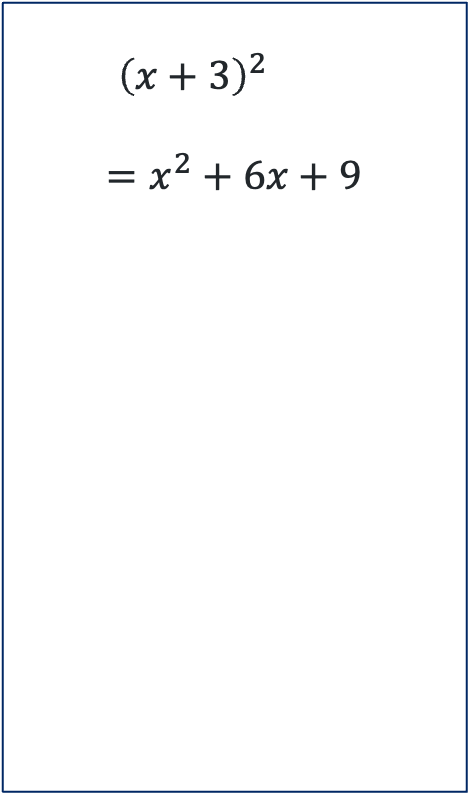 (x + 3)²
= x² + 6x + 9